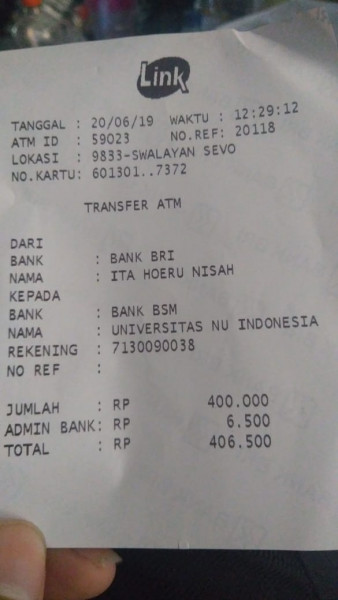 Link
TANGGAL : 20/06/19 WAKTU : 12:29:12
ATM ID : 59023 NO.REF: 20118
LOKASI : 9833-SWALAYAN SEVO
NO.KARTU: 601301..7372
TRANSFER ATM
DARI
BANK : BANK BRI
NAMA : ITA HOERU NISAH
KEPADA
BANK : BANK BSM
NAMA : UNIVERSITAS NU INDONESIA
REKENING : 7130090038
NO REF :
JUMLAH : RP 400.000
ADMIN BANK: RP 6.500
TOTAL : RP 406.500